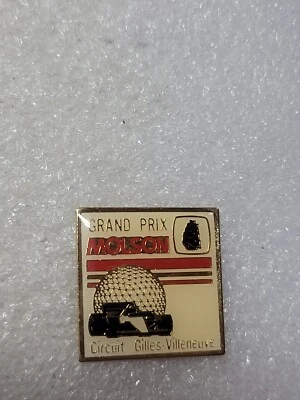 GRAND PRIX
MOLSON
Circuit Gilles-Villeneuve